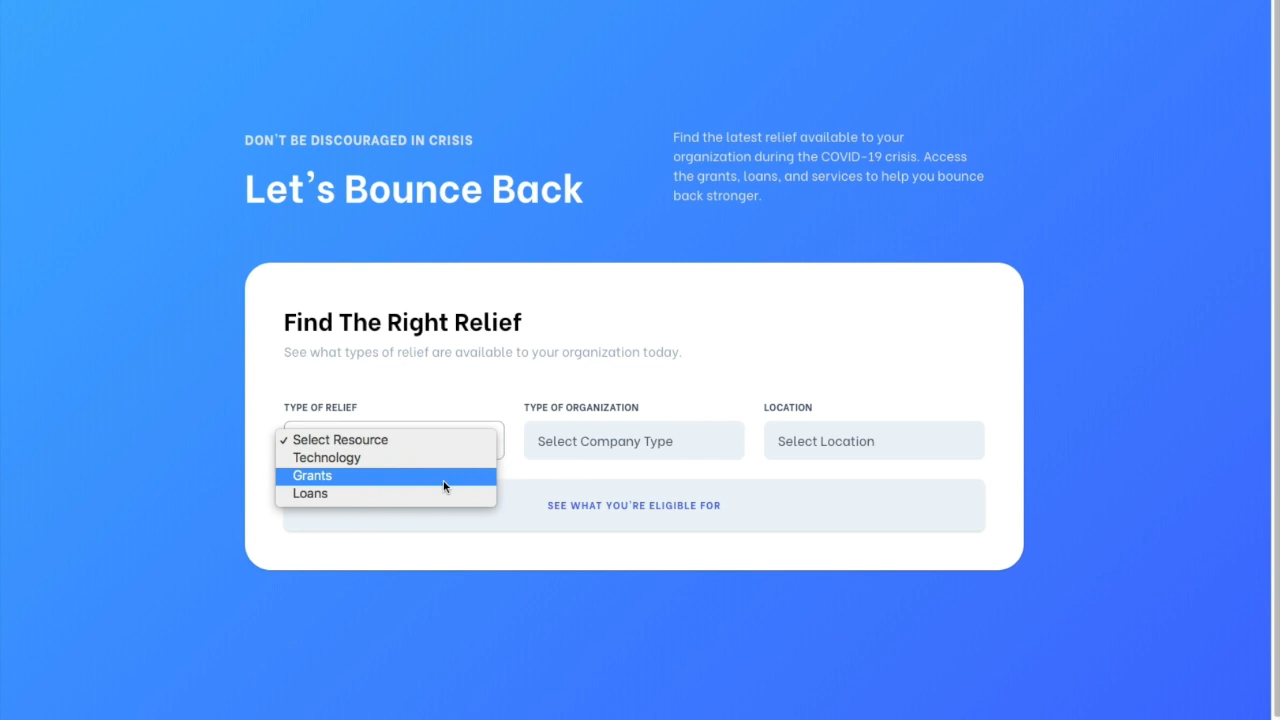 DON'T BE DISCOURAGED IN CRISIS
Let's Bounce Back
Find the latest relief available to your
organization during the COVID-19 crisis. Access
the grants, loans, and services to help you bounce
back stronger.
Find The Right Relief
See what types of relief are available to your organization today.
TYPE OF RELIEF
✓ Select Resource
Technology
Grants
Loans
TYPE OF ORGANIZATION
Select Company Type
LOCATION
Select Location
SEE WHAT YOU'RE ELIGIBLE FOR